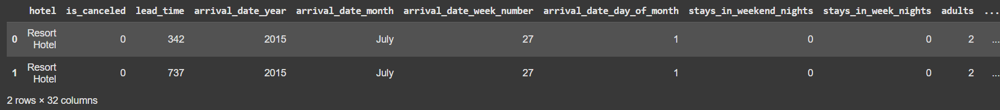 hotel is_canceled lead_time arrival_date_year arrival_date_month arrival_date_week_number arrival_date_day_of_month stays_in_weekend_nights stays_in_week_nights adults ...
0 Resort Hotel 0 342 2015 July 27 1 0 0 2 ...
1 Resort Hotel 0 737 2015 July 27 1 0 0 2 ...
2 rows × 32 columns